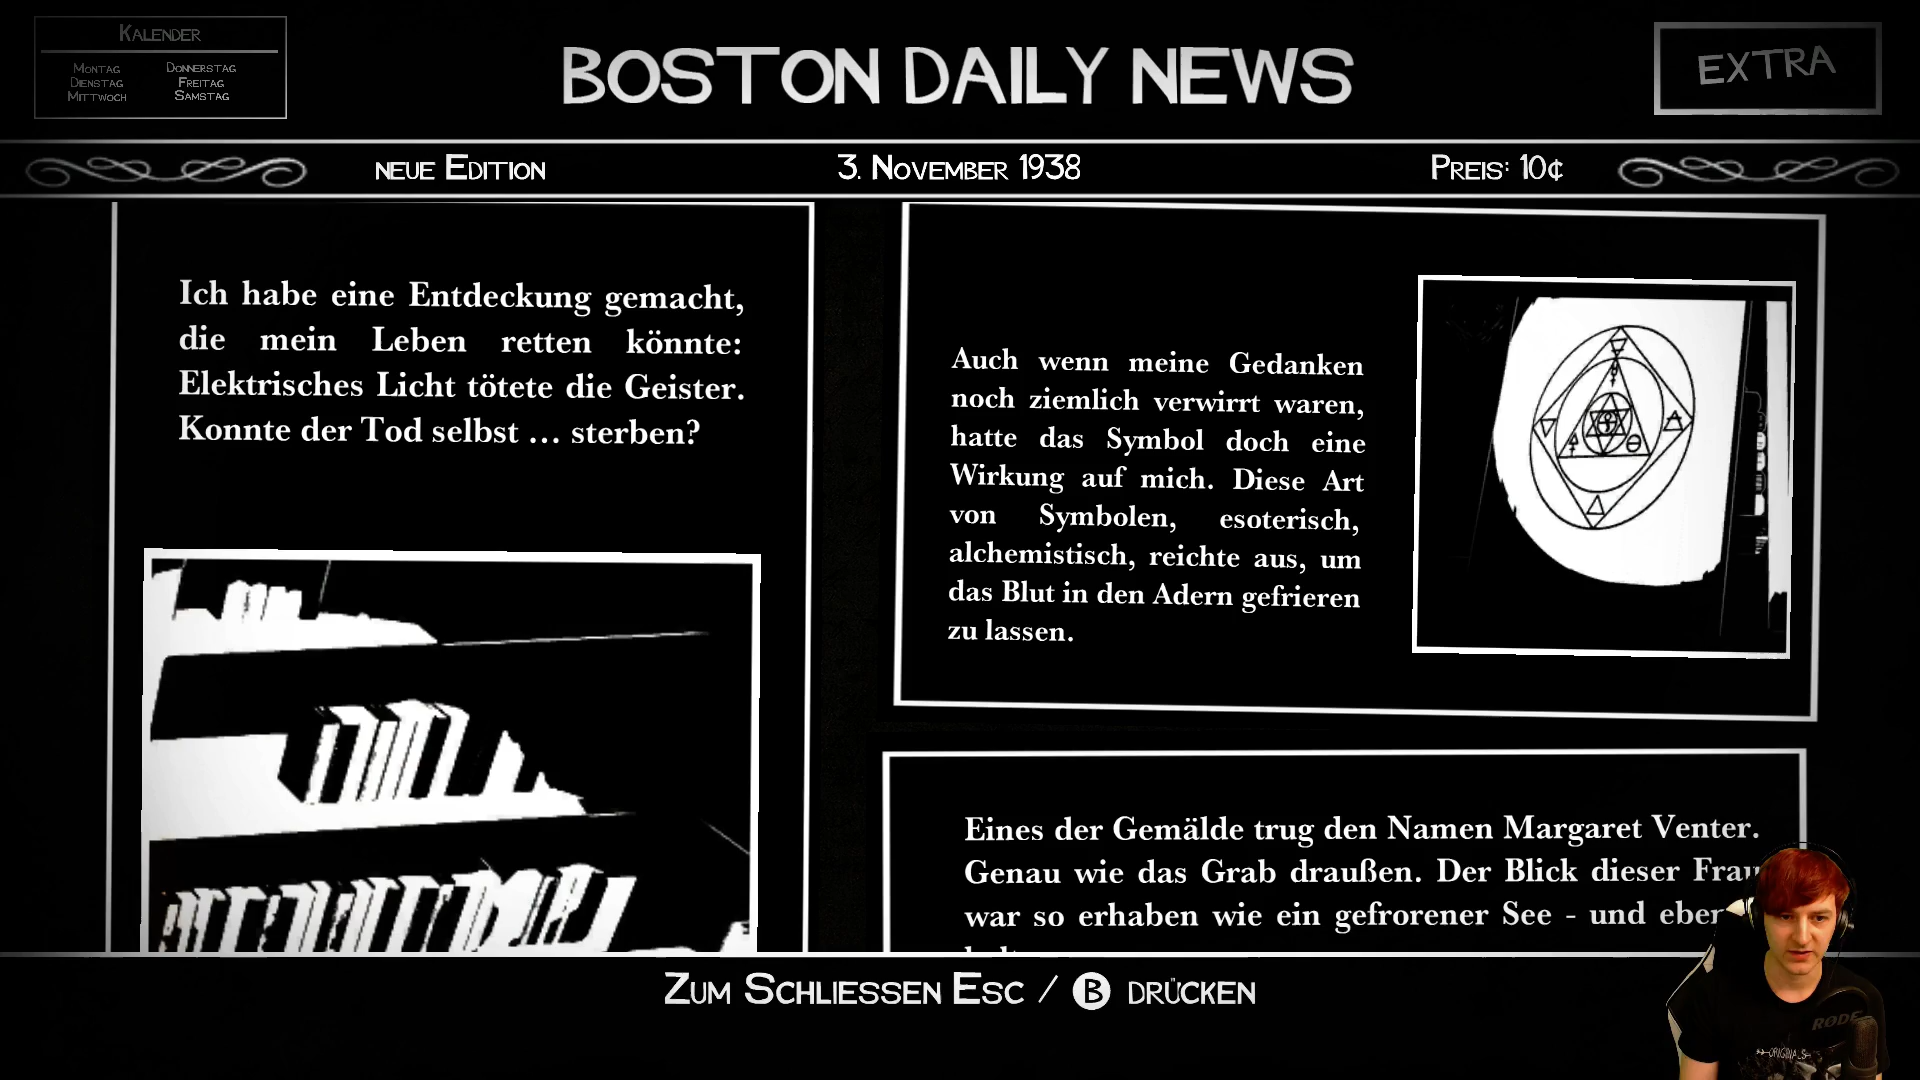 KALENDER
MONTAG DONNERSTAG
DIENSTAG FREITAG
MITTWOCH SAMSTAG
BOSTON DAILY NEWS
EXTRA
NEUE EDITION
3. NOVEMBER 1938
PREIS: 10¢
Ich habe eine Entdeckung gemacht,
die mein Leben retten könnte:
Elektrisches Licht tötete die Geister.
Konnte der Tod selbst … sterben?
Auch wenn meine Gedanken
noch ziemlich verwirrt waren,
hatte das Symbol doch eine
Wirkung auf mich. Diese Art
von Symbolen, esoterisch,
alchemistisch, reichte aus, um
das Blut in den Adern gefrieren
zu lassen.
Eines der Gemälde trug den Namen Margaret Venter.
Genau wie das Grab draußen. Der Blick dieser Frau
war so erhaben wie ein gefrorener See - und eben
ZUM SCHLIESSEN ESC / B DRÜCKEN
RØDE
ORIGINALS